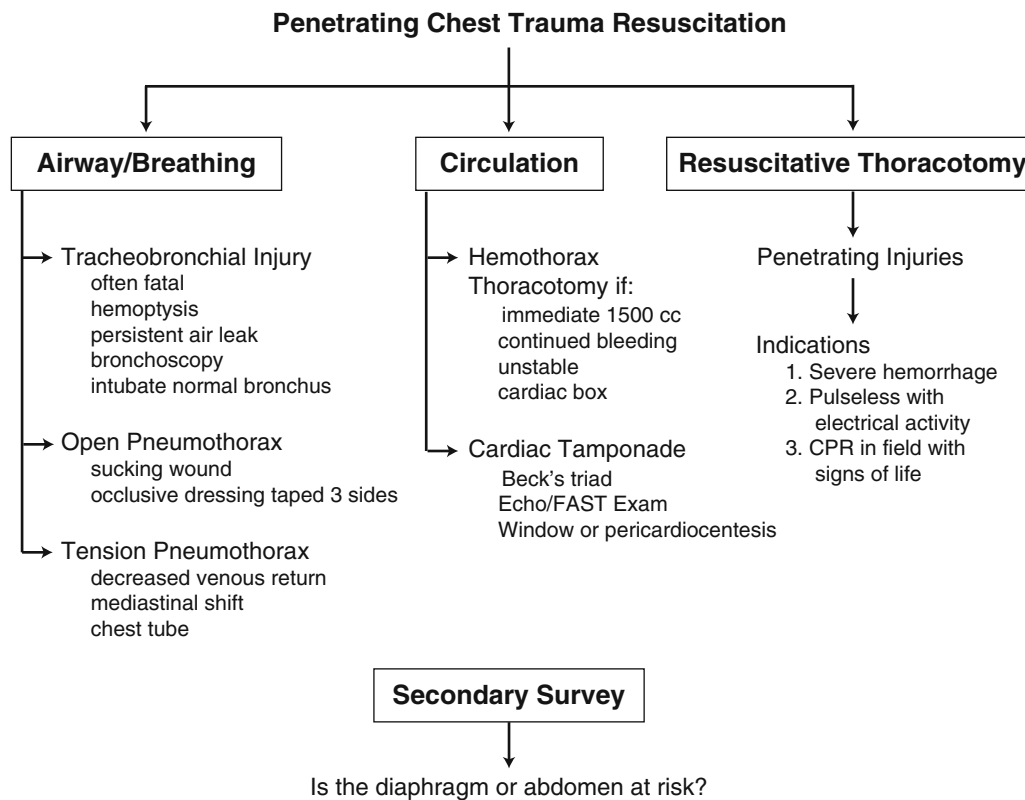 Penetrating Chest Trauma Resuscitation
Airway/Breathing
Tracheobronchial Injury
often fatal
hemoptysis
persistent air leak
bronchoscopy
intubate normal bronchus
Open Pneumothorax
sucking wound
occlusive dressing taped 3 sides
Tension Pneumothorax
decreased venous return
mediastinal shift
chest tube
Circulation
Hemothorax
Thoracotomy if:
immediate 1500 cc
continued bleeding
unstable
cardiac box
Cardiac Tamponade
Beck's triad
Echo/FAST Exam
Window or pericardiocentesis
Resuscitative Thoracotomy
Penetrating Injuries
Indications
1. Severe hemorrhage
2. Pulseless with
electrical activity
3. CPR in field with
signs of life
Secondary Survey
Is the diaphragm or abdomen at risk?